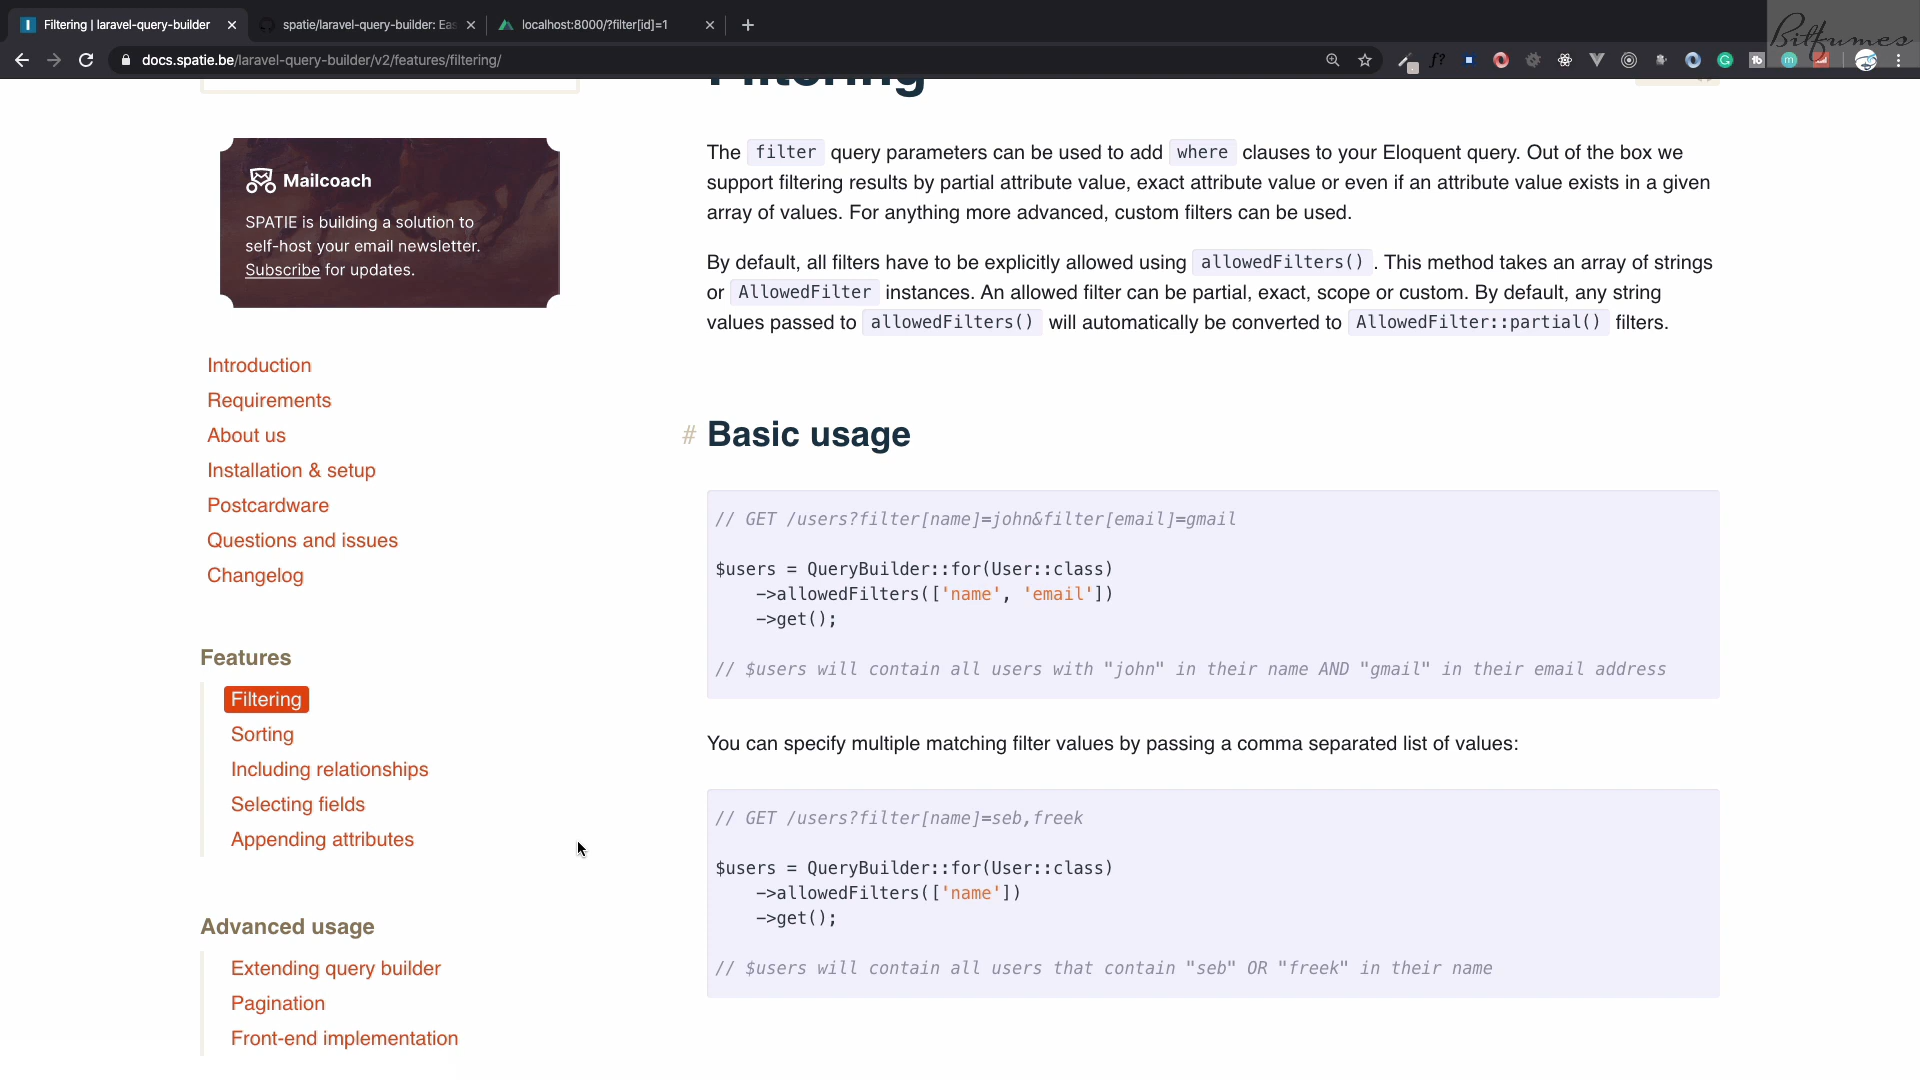 Filtering | laravel-query-builder
spatie/laravel-query-builder: Eas
localhost:8000/?filter[id]=1
docs.spatie.be/laravel-query-builder/v2/features/filtering/
Bitfumes
Filtering
Mailcoach
SPATIE is building a solution to
self-host your email newsletter.
Subscribe for updates.
Introduction
Requirements
About us
Installation & setup
Postcardware
Questions and issues
Changelog
Features
Filtering
Sorting
Including relationships
Selecting fields
Appending attributes
Advanced usage
Extending query builder
Pagination
Front-end implementation
The filter query parameters can be used to add where clauses to your Eloquent query. Out of the box we
support filtering results by partial attribute value, exact attribute value or even if an attribute value exists in a given
array of values. For anything more advanced, custom filters can be used.
By default, all filters have to be explicitly allowed using allowedFilters() . This method takes an array of strings
or AllowedFilter instances. An allowed filter can be partial, exact, scope or custom. By default, any string
values passed to allowedFilters() will automatically be converted to AllowedFilter::partial() filters.
# Basic usage
// GET /users?filter[name]=john&filter[email]=gmail
$users = QueryBuilder::for(User::class)
->allowedFilters(['name', 'email'])
->get();
// $users will contain all users with "john" in their name AND "gmail" in their email address
You can specify multiple matching filter values by passing a comma separated list of values:
// GET /users?filter[name]=seb,freek
$users = QueryBuilder::for(User::class)
->allowedFilters(['name'])
->get();
// $users will contain all users that contain "seb" OR "freek" in their name